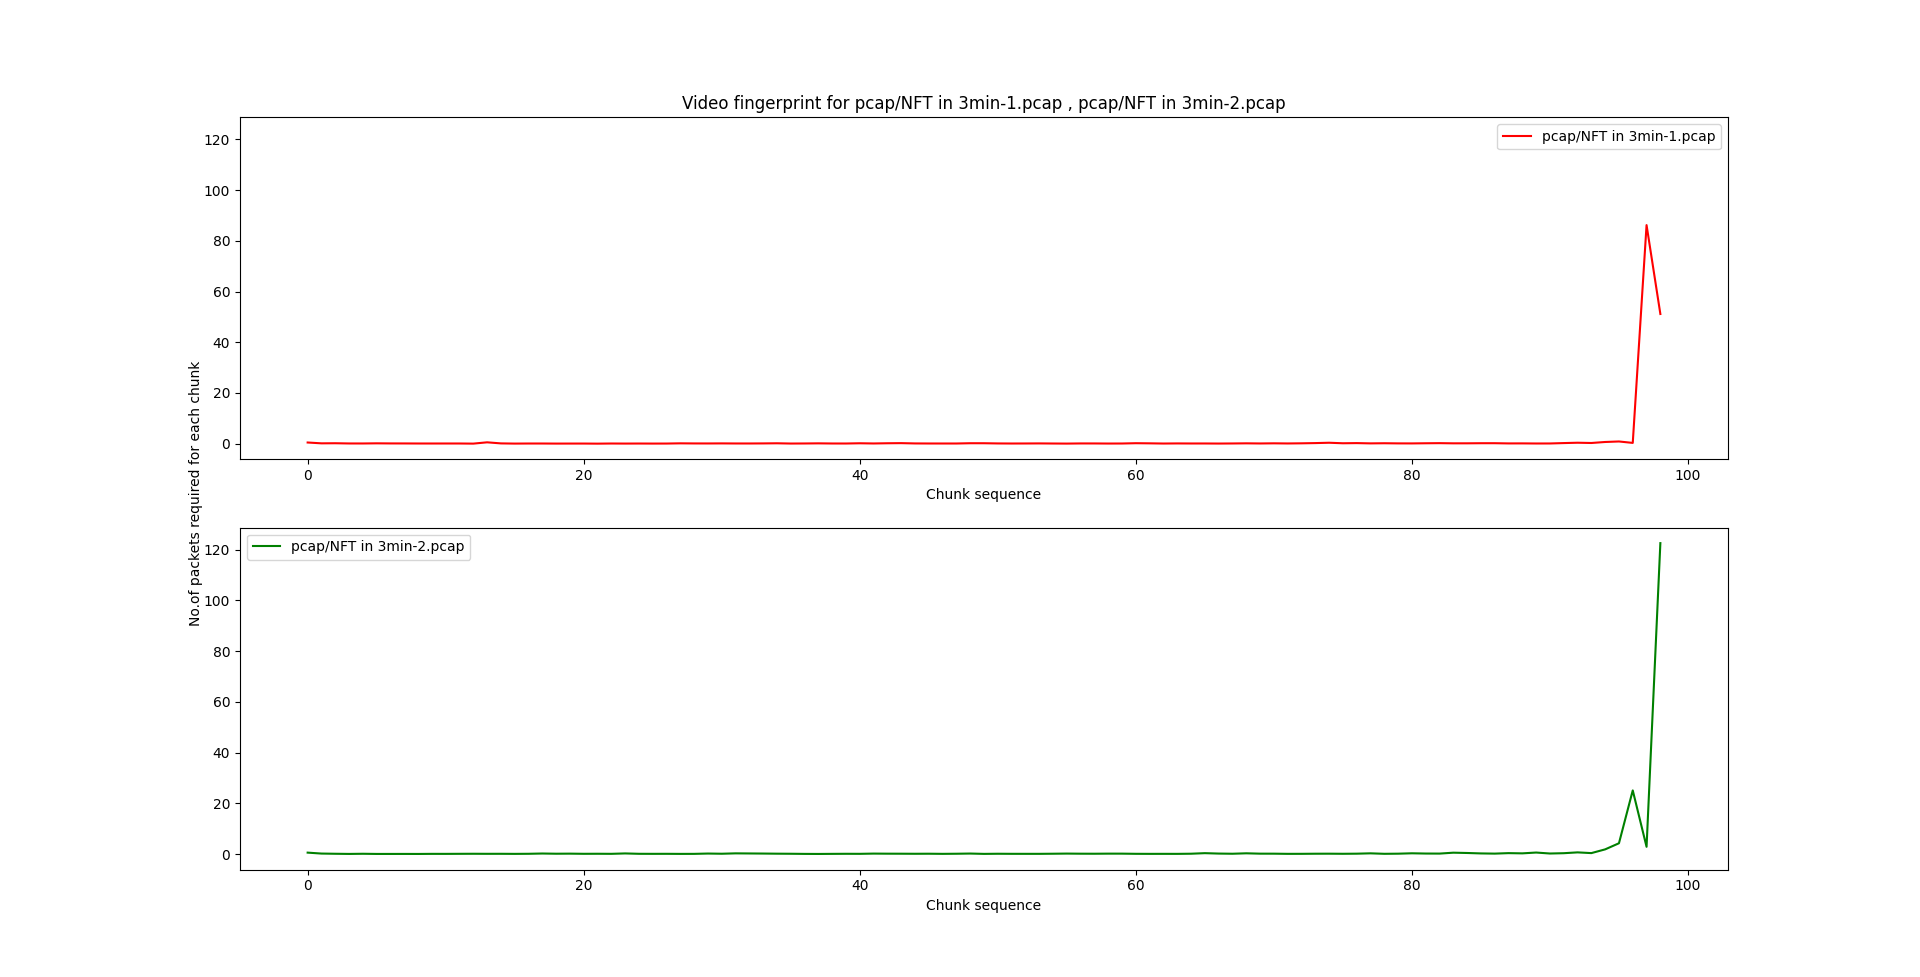 Video fingerprint for pcap/NFT in 3min-1.pcap , pcap/NFT in 3min-2.pcap
pcap/NFT in 3min-1.pcap
120
100
80
60
40
20
0
0 20 40 60 80 100
Chunk sequence
No.of packets required for each chunk
pcap/NFT in 3min-2.pcap
120
100
80
60
40
20
0
0 20 40 60 80 100
Chunk sequence